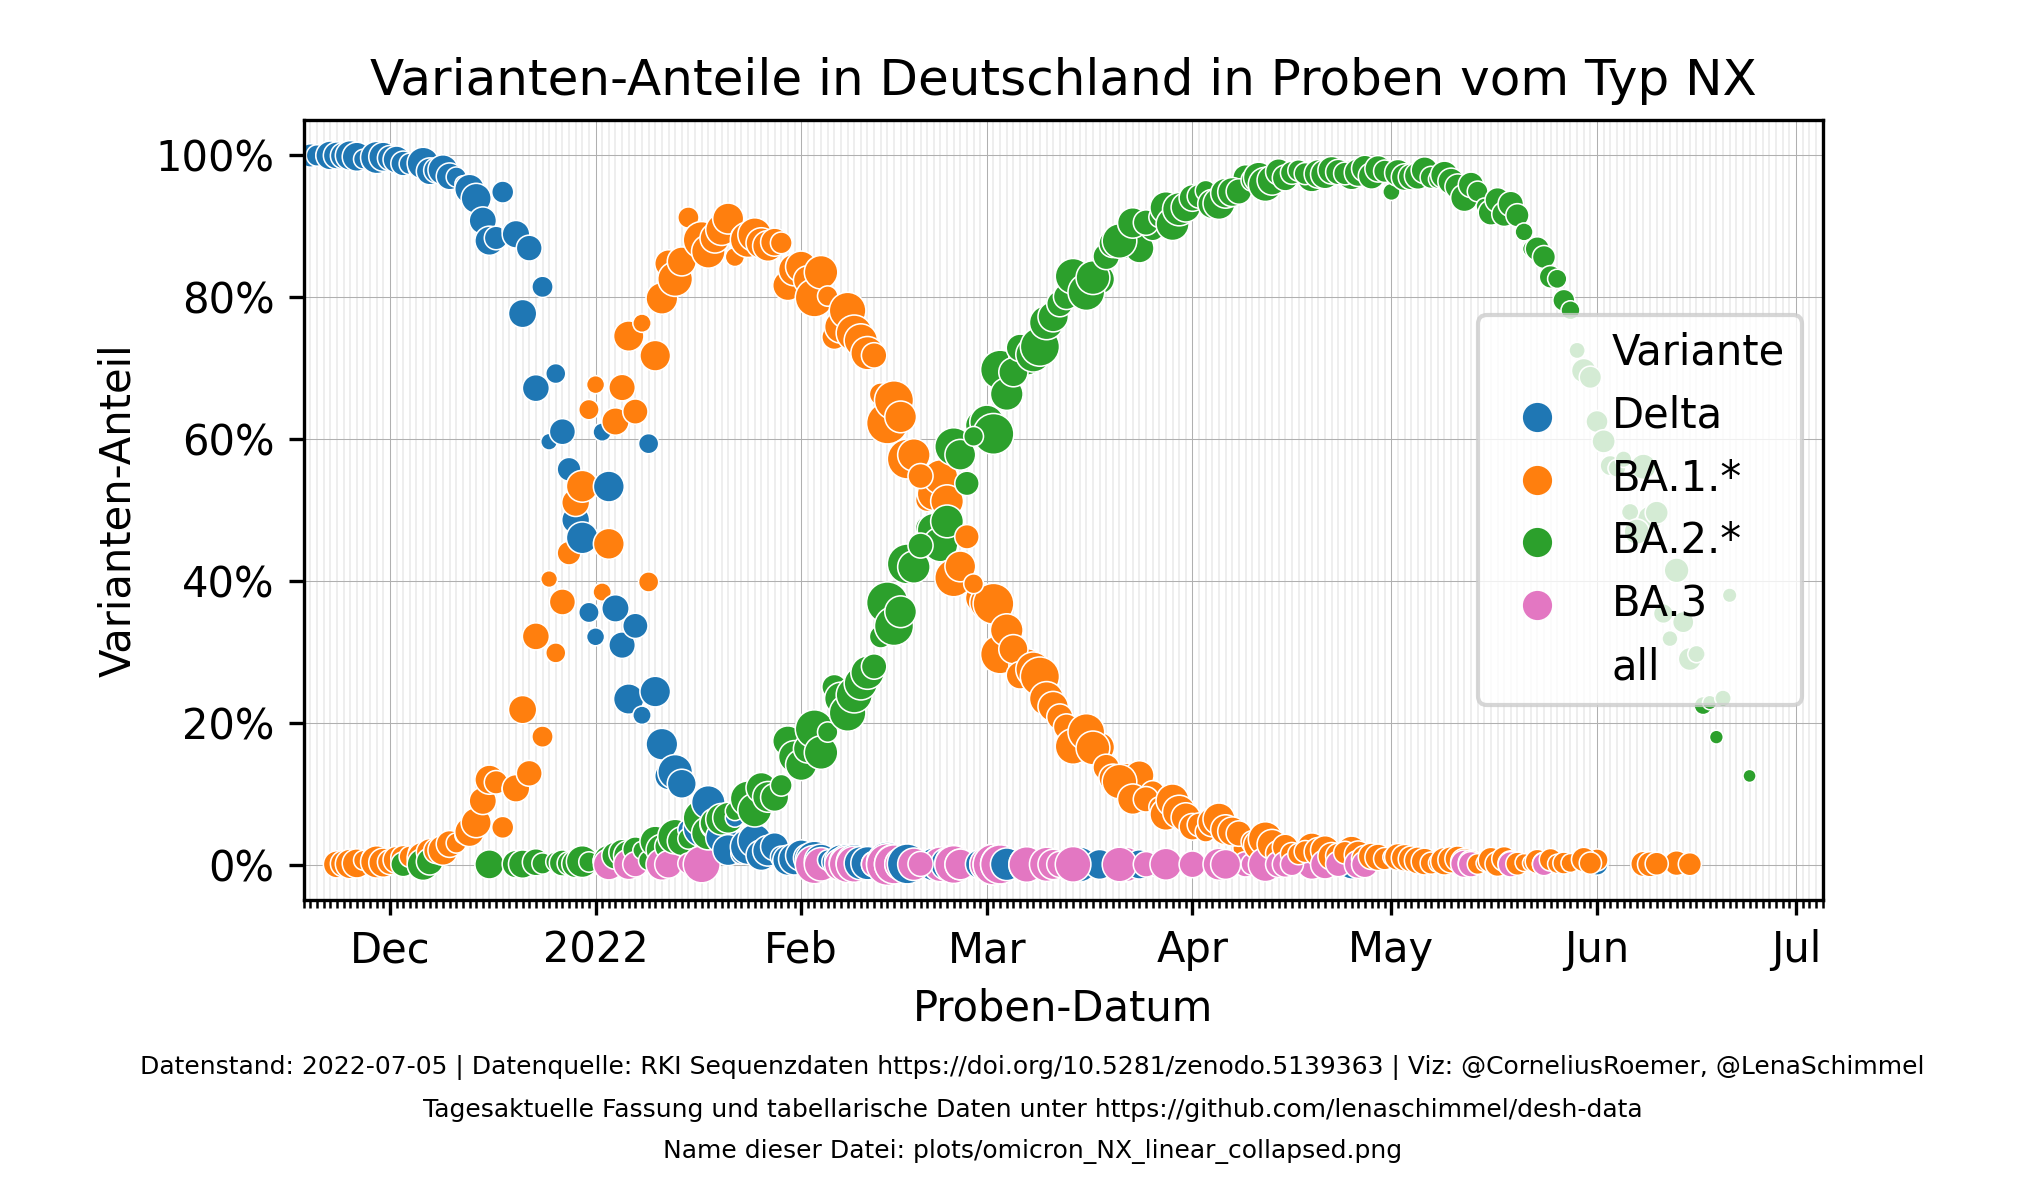 Varianten-Anteile in Deutschland in Proben vom Typ NX
Varianten-Anteil
100%
80%
60%
40%
20%
0%
Variante
Delta
BA.1.*
BA.2.*
BA.3
all
Dec 2022 Feb Mar Apr May Jun Jul
Proben-Datum
Datenstand: 2022-07-05 | Datenquelle: RKI Sequenzdaten https://doi.org/10.5281/zenodo.5139363 | Viz: @CorneliusRoemer, @LenaSchimmel
Tagesaktuelle Fassung und tabellarische Daten unter https://github.com/lenaschimmel/desh-data
Name dieser Datei: plots/omicron_NX_linear_collapsed.png